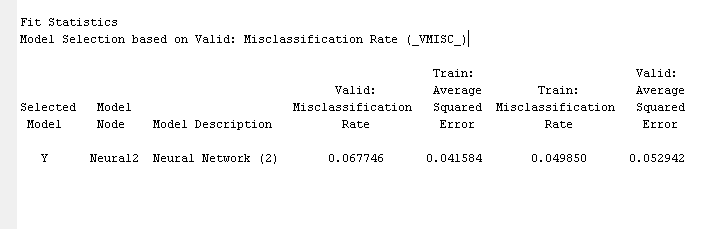 Fit Statistics
Model Selection based on Valid: Misclassification Rate (_VMISC_)
Train: Valid:
Valid: Average Train: Average
Selected Model Misclassification Squared Misclassification Squared
Model Node Model Description Rate Error Rate Error
Y Neural2 Neural Network (2) 0.067746 0.041584 0.049850 0.052942